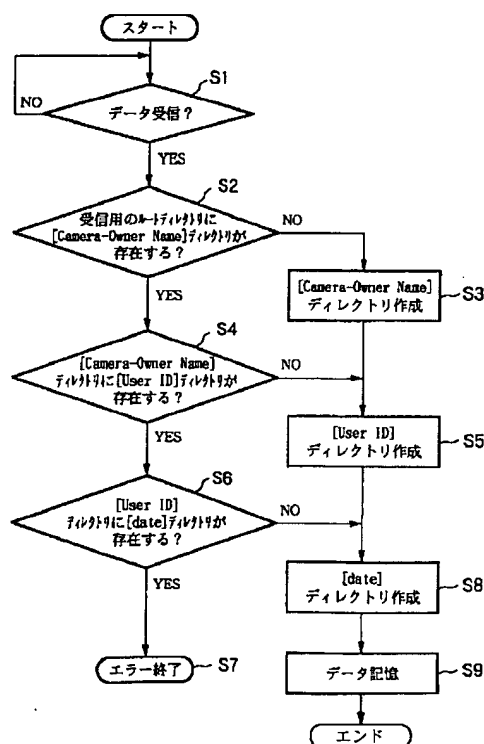 スタート
S1
データ受信?
NO
YES
S2
受信用のルートディレクトリに
[Camera-Owner Name]ディレクトリが
存在する?
NO
YES
[Camera-Owner Name]
ディレクトリ作成
S3
S4
[Camera-Owner Name]
ディレクトリに[User ID]ディレクトリが
存在する?
NO
YES
[User ID]
ディレクトリ作成
S5
S6
[User ID]
ディレクトリに[date]ディレクトリが
存在する?
NO
YES
[date]
ディレクトリ作成
S8
エラー終了
S7
データ記憶
S9
エンド